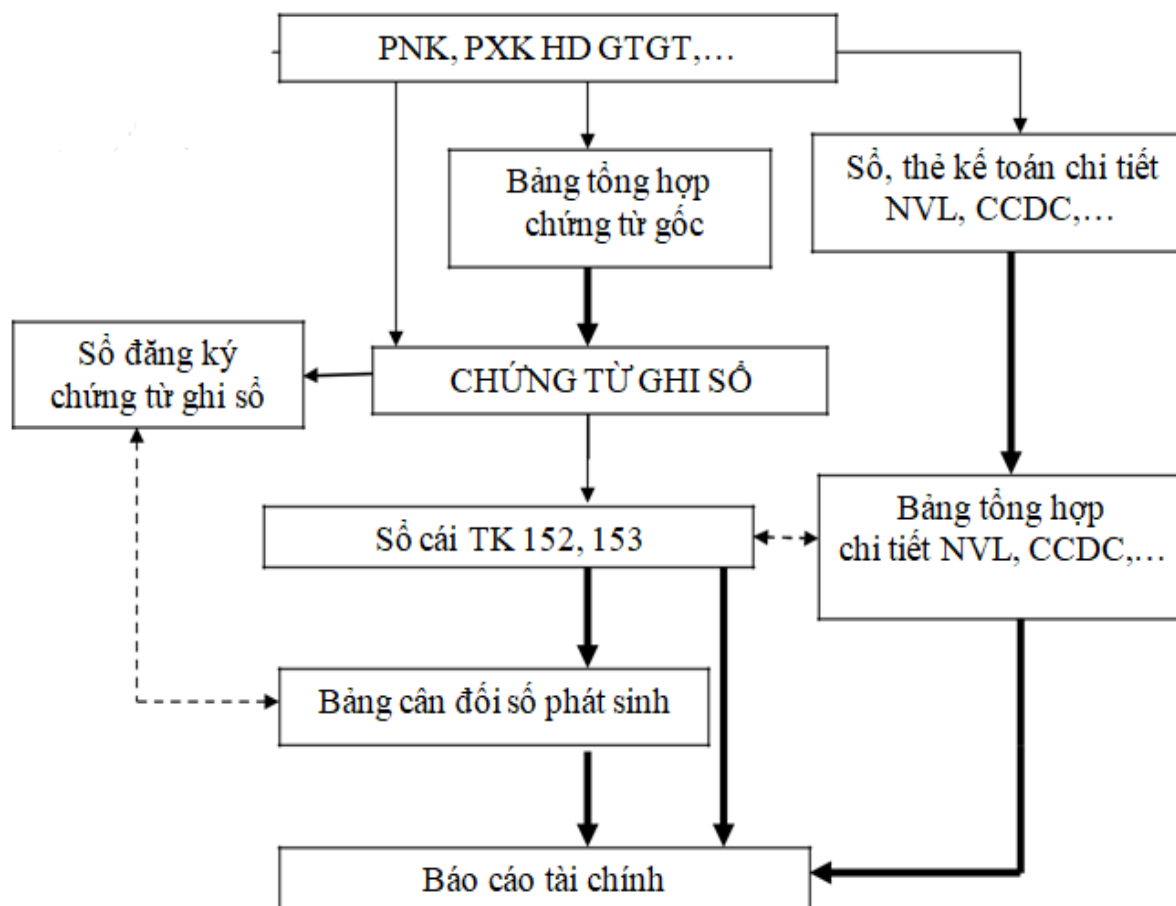 PNK, PXK HD GTGT,...
Bảng tổng hợp
chứng từ gốc
Sổ, thẻ kế toán chi tiết
NVL, CCDC,...
Sổ đăng ký
chứng từ ghi sổ
CHỨNG TỪ GHI SỔ
Sổ cái TK 152, 153
Bảng tổng hợp
chi tiết NVL, CCDC,...
Bảng cân đối số phát sinh
Báo cáo tài chính